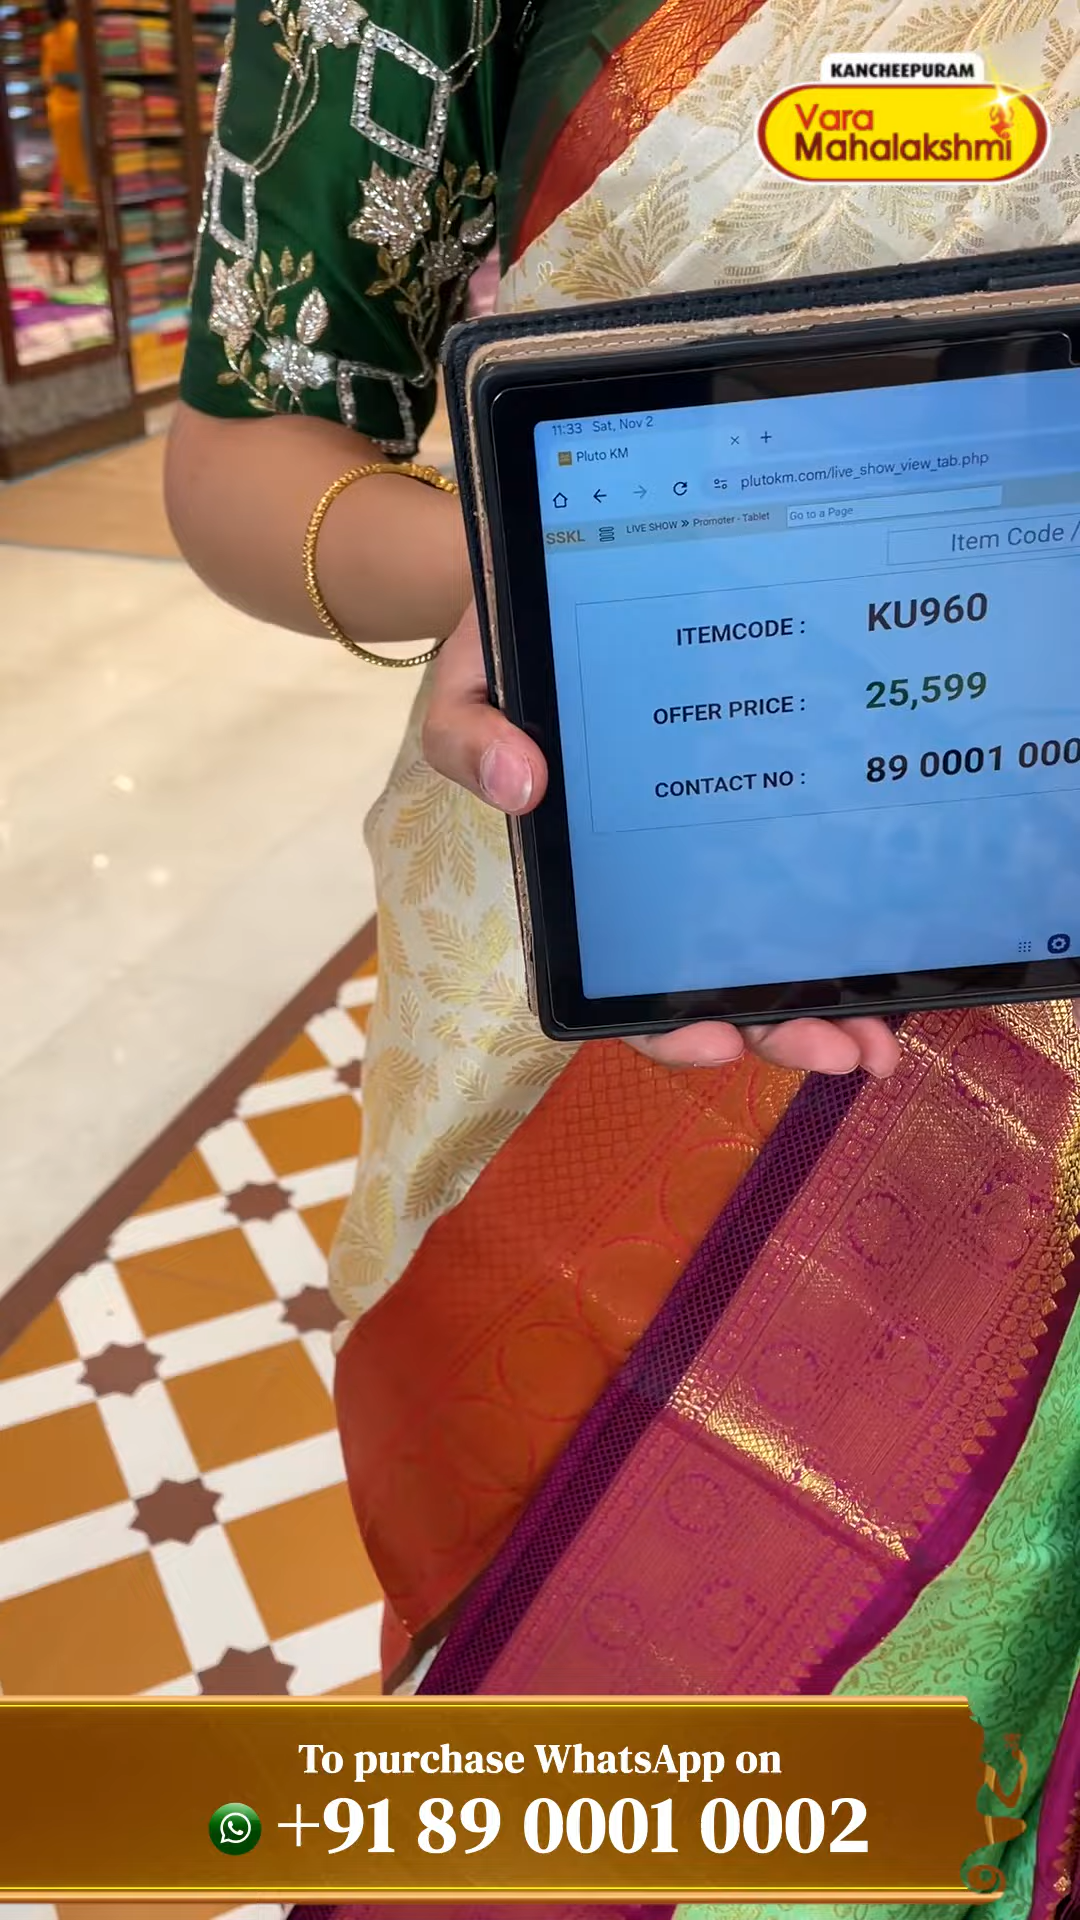 KANCHEEPURAM
Vara
Mahalakshmi
11:33 Sat, Nov 2
Pluto KM
plutokm.com/live_show_view_tab.php
SSKL LIVE SHOW » Promoter - Tablet Go to a Page
Item Code /
ITEMCODE : KU960
OFFER PRICE : 25,599
CONTACT NO : 89 0001 000
To purchase WhatsApp on
+91 89 0001 0002